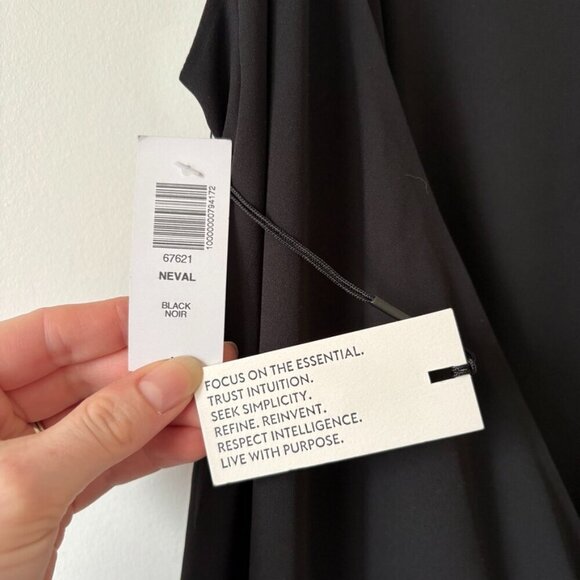 10000000794172
67621
NEVAL
BLACK
NOIR
FOCUS ON THE ESSENTIAL.
TRUST INTUITION.
SEEK SIMPLICITY.
REFINE. REINVENT.
RESPECT INTELLIGENCE.
LIVE WITH PURPOSE.